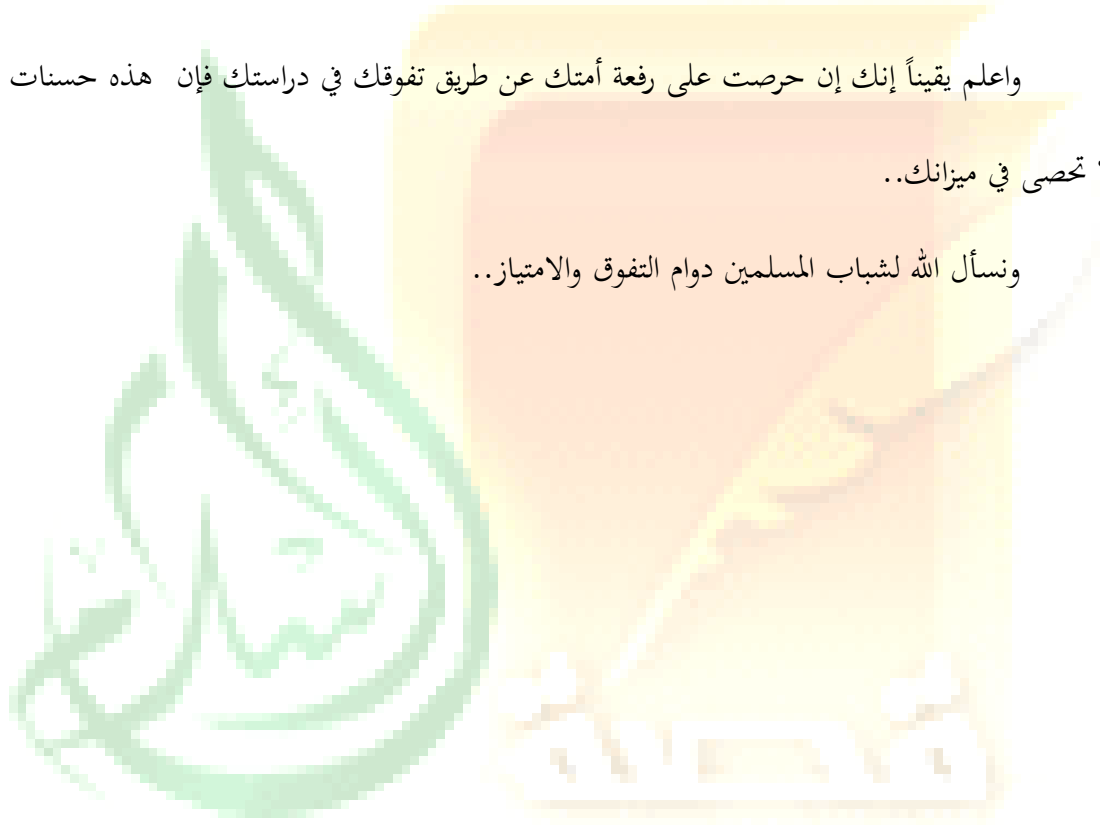 واعلم يقيناً إنك إن حرصت على رفعة أمتك عن طريق تفوقك في دراستك فإن هذه حسنات
تحصى في ميزانك..
ونسأل الله لشباب المسلمين دوام التفوق والامتياز..